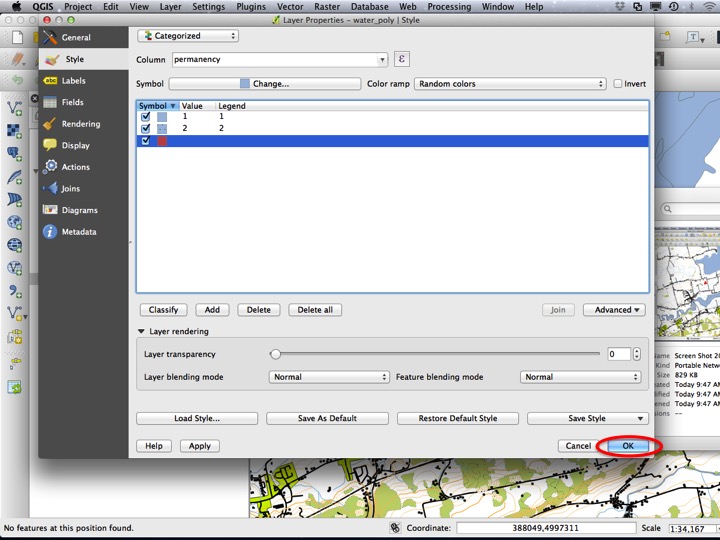 QGIS Project Edit View Layer Settings Plugins Vector Raster Database Web Processing Window Help
Layer Properties - water_poly | Style
General
Style
Labels
Fields
Rendering
Display
Actions
Joins
Diagrams
Metadata
Categorized
Column permanency ε
Symbol Change... Color ramp Random colors Invert
Symbol Value Legend
1 1
2 2
Classify Add Delete Delete all Join Advanced
Layer rendering
Layer transparency 0
Layer blending mode Normal Feature blending mode Normal
Load Style... Save As Default Restore Default Style Save Style
Help Apply Cancel OK
Name Screen Shot 20
Kind Portable Netw
Size 829 KB
Today 9:47 AM
Today 9:47 AM
Today 9:47 AM
--
No features at this position found. Coordinate: 388049,4997311 Scale 1:34,167